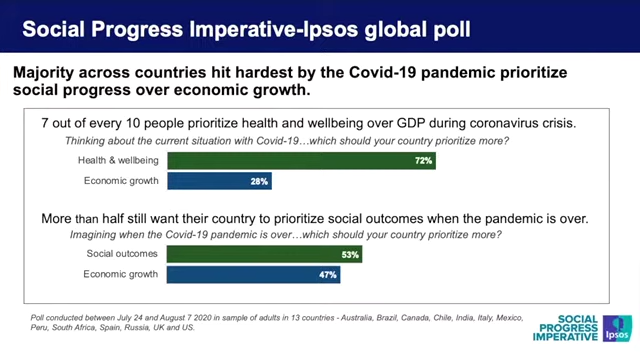 Social Progress Imperative-Ipsos global poll
Majority across countries hit hardest by the Covid-19 pandemic prioritize
social progress over economic growth.
7 out of every 10 people prioritize health and wellbeing over GDP during coronavirus crisis.
Thinking about the current situation with Covid-19…which should your country prioritize more?
Health & wellbeing 72%
Economic growth 28%
More than half still want their country to prioritize social outcomes when the pandemic is over.
Imagining when the Covid-19 pandemic is over…which should your country prioritize more?
Social outcomes 53%
Economic growth 47%
Poll conducted between July 24 and August 7 2020 in sample of adults in 13 countries - Australia, Brazil, Canada, Chile, India, Italy, Mexico,
Peru, South Africa, Spain, Russia, UK and US.
SOCIAL
PROGRESS
IMPERATIVE
Ipsos